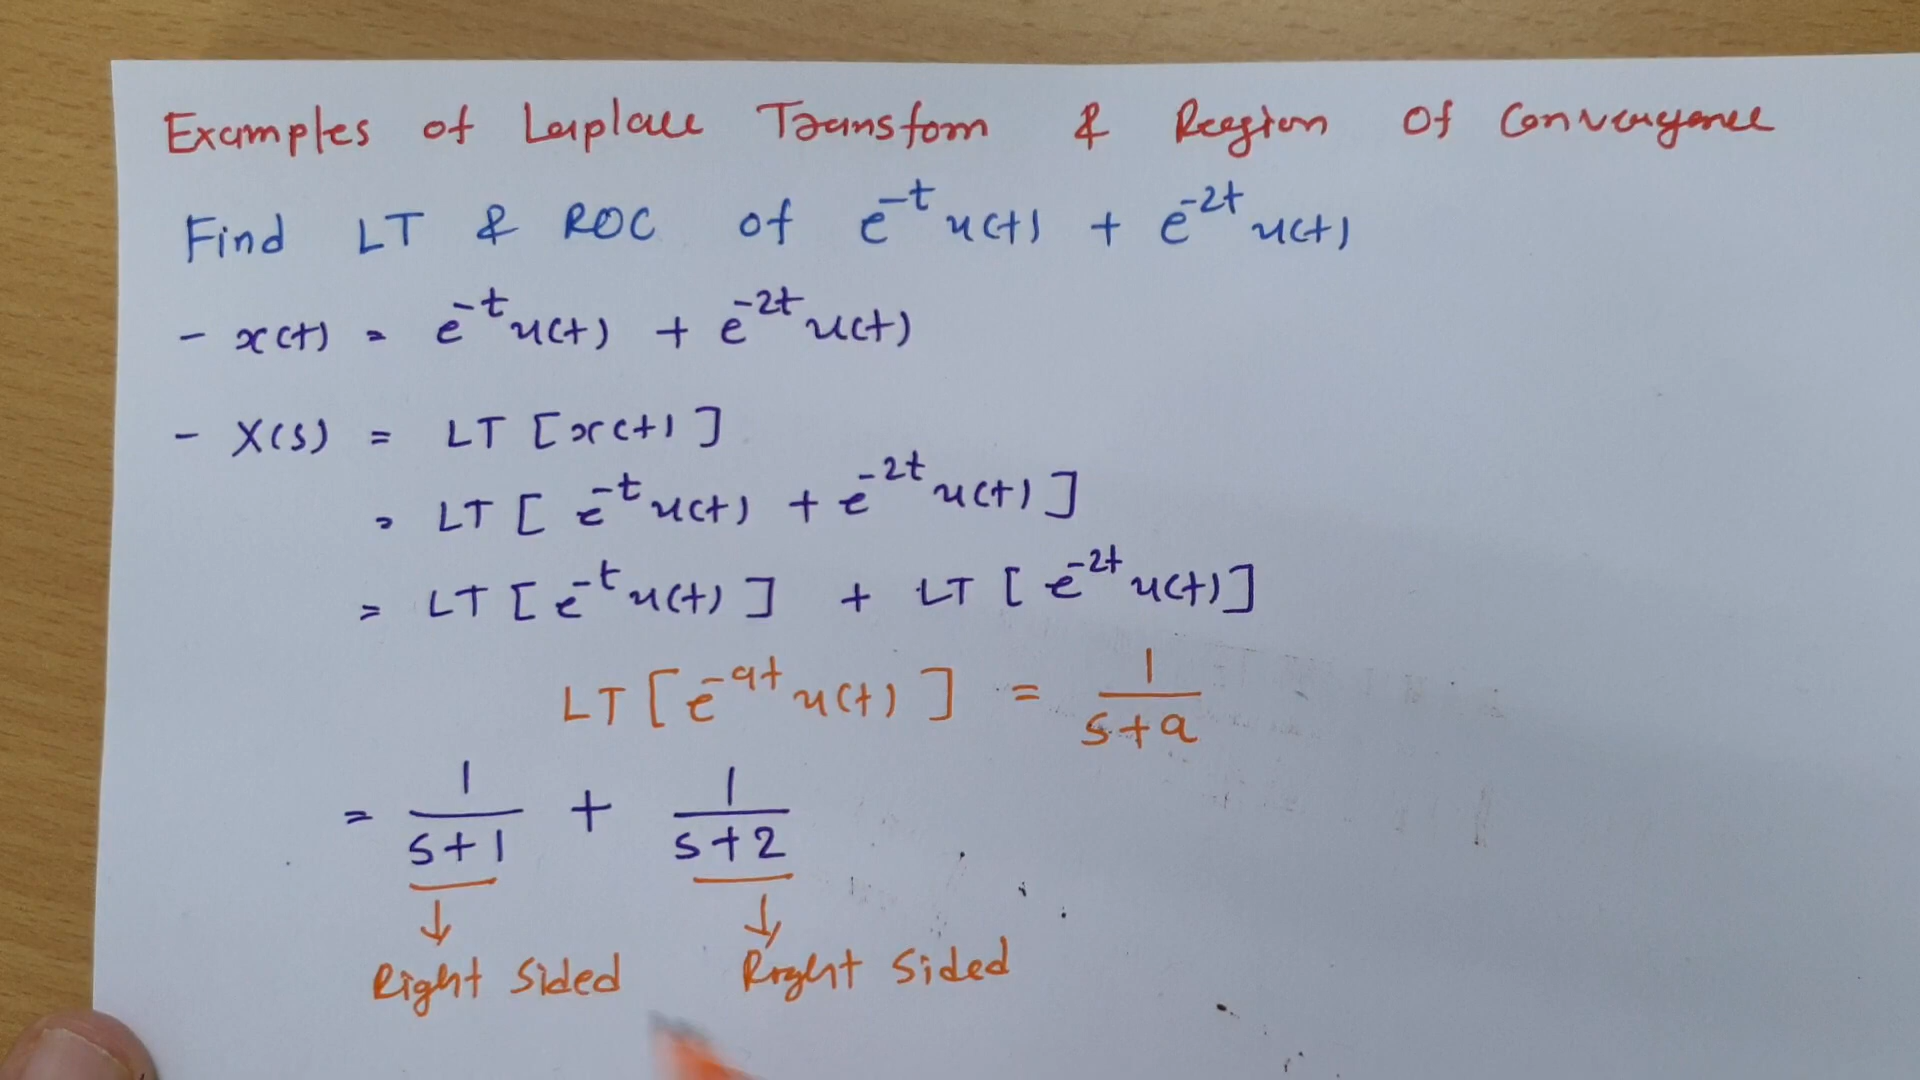 Examples of Laplace Transform & Region Of Convergence
Find LT & ROC of e^-t u(t) + e^-2t u(t)
- x(t) = e^-t u(t) + e^-2t u(t)
- X(s) = LT [x(t)]
= LT [ e^-t u(t) + e^-2t u(t) ]
= LT [ e^-t u(t) ] + LT [ e^-2t u(t) ]
LT [ e^-at u(t) ] = 1/(s+a)
= 1/(s+1) + 1/(s+2)
↓ ↓
Right Sided Right Sided